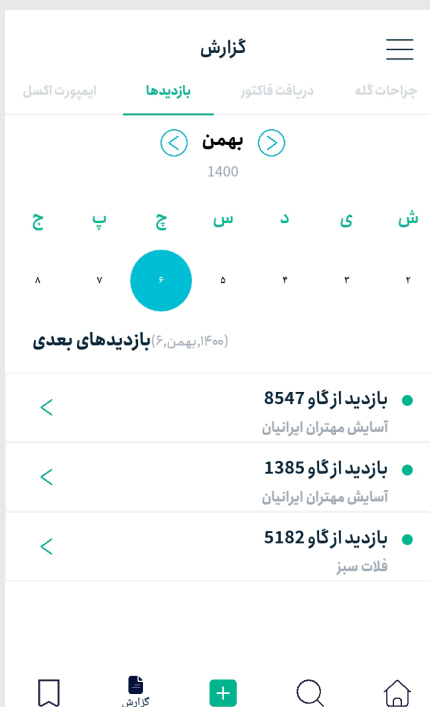 گزارش
جراحات گله دریافت فاکتور بازدیدها ایمپورت اکسل
بهمن
1400
ش ی د س چ پ ج
۲ ۳ ۴ ۵ ۶ ۷ ۸
بازدیدهای بعدی (۱۴۰۰,بهمن,۶)
بازدید از گاو 8547
آسایش مهتران ایرانیان
بازدید از گاو 1385
آسایش مهتران ایرانیان
بازدید از گاو 5182
فلات سبز
گزارش